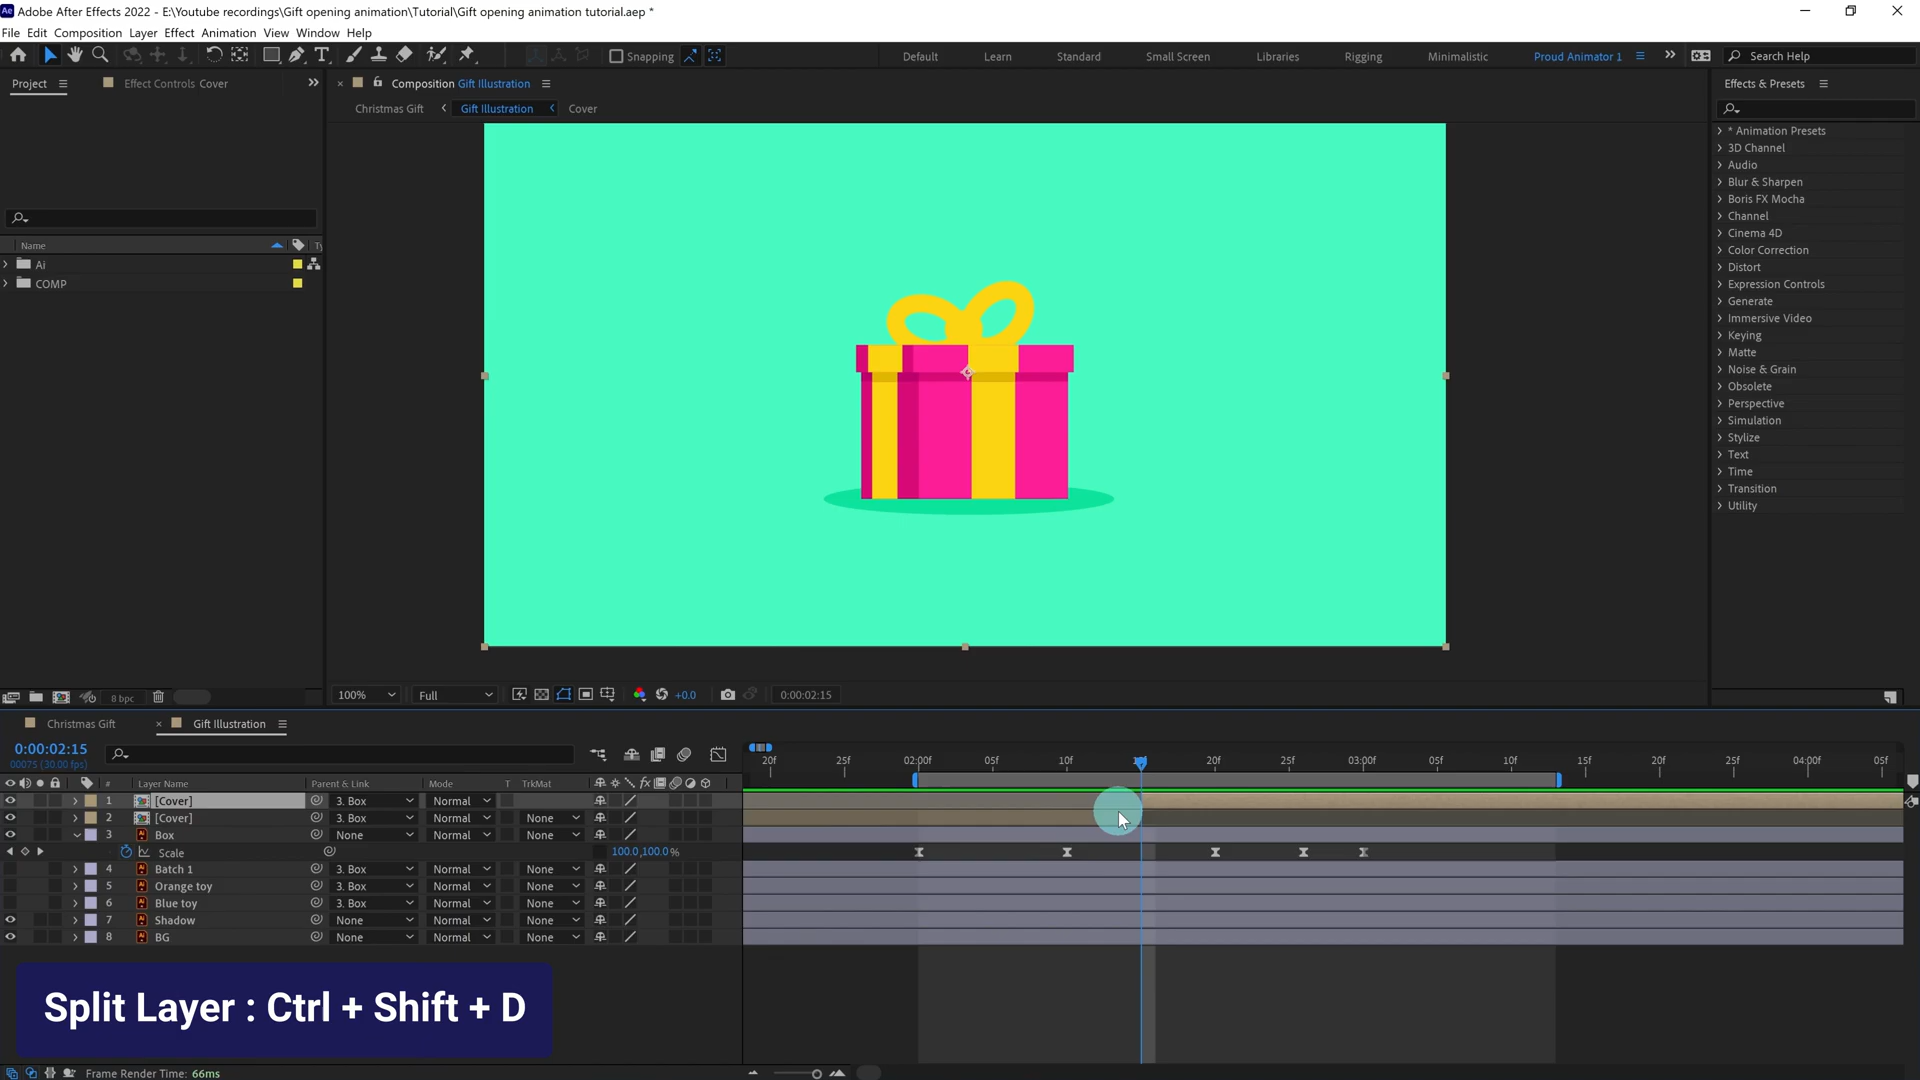 Ae Adobe After Effects 2022 - E:\Youtube recordings\Gift opening animation\Tutorial\Gift opening animation tutorial.aep *
File Edit Composition Layer Effect Animation View Window Help
Snapping Default Learn Standard Small Screen Libraries Rigging Minimalistic Proud Animator 1 Search Help
Project Effect Controls Cover Composition Gift Illustration Effects & Presets
Christmas Gift Gift Illustration Cover
* Animation Presets
3D Channel
Audio
Blur & Sharpen
Boris FX Mocha
Channel
Cinema 4D
Color Correction
Distort
Expression Controls
Generate
Immersive Video
Keying
Matte
Noise & Grain
Obsolete
Perspective
Simulation
Stylize
Text
Time
Transition
Utility
Name Ty
Ai
COMP
8 bpc 100% Full +0.0 0:00:02:15
Christmas Gift Gift Illustration
0:00:02:15
00075 (30.00 fps)
20f 25f 02:00f 05f 10f 20f 25f 03:00f 05f 10f 15f 20f 25f 04:00f 05f
# Layer Name Parent & Link Mode T TrkMat
1 [Cover] 3. Box Normal
2 [Cover] 3. Box Normal None
3 Box None Normal None
Scale 100.0,100.0%
4 Batch 1 3. Box Normal None
5 Orange toy 3. Box Normal None
6 Blue toy 3. Box Normal None
7 Shadow None Normal None
8 BG None Normal None
Split Layer : Ctrl + Shift + D
Frame Render Time: 66ms